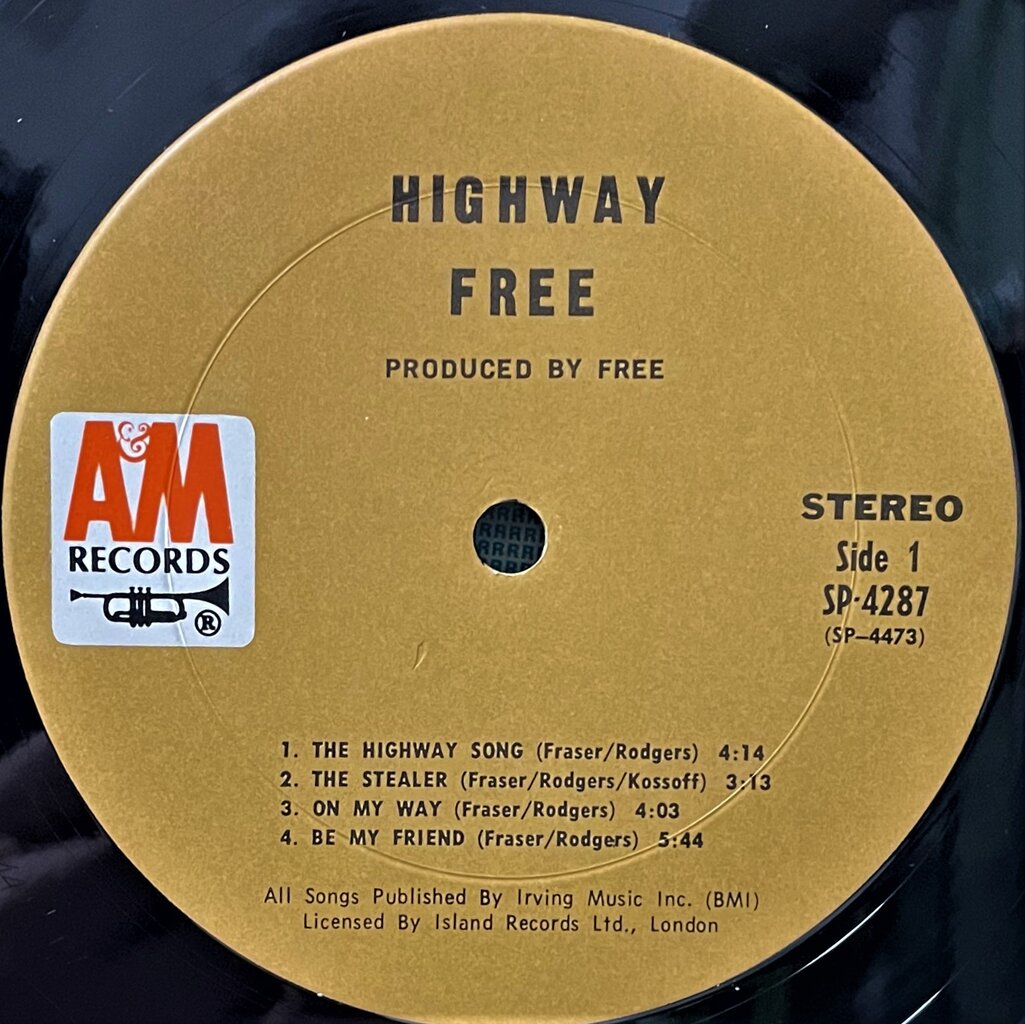 HIGHWAY
FREE
PRODUCED BY FREE
A&M
RECORDS
®
STEREO
Side 1
SP-4287
(SP-4473)
1. THE HIGHWAY SONG (Fraser/Rodgers) 4:14
2. THE STEALER (Fraser/Rodgers/Kossoff) 3:13
3. ON MY WAY (Fraser/Rodgers) 4:03
4. BE MY FRIEND (Fraser/Rodgers) 5:44
All Songs Published By Irving Music Inc. (BMI)
Licensed By Island Records Ltd., London